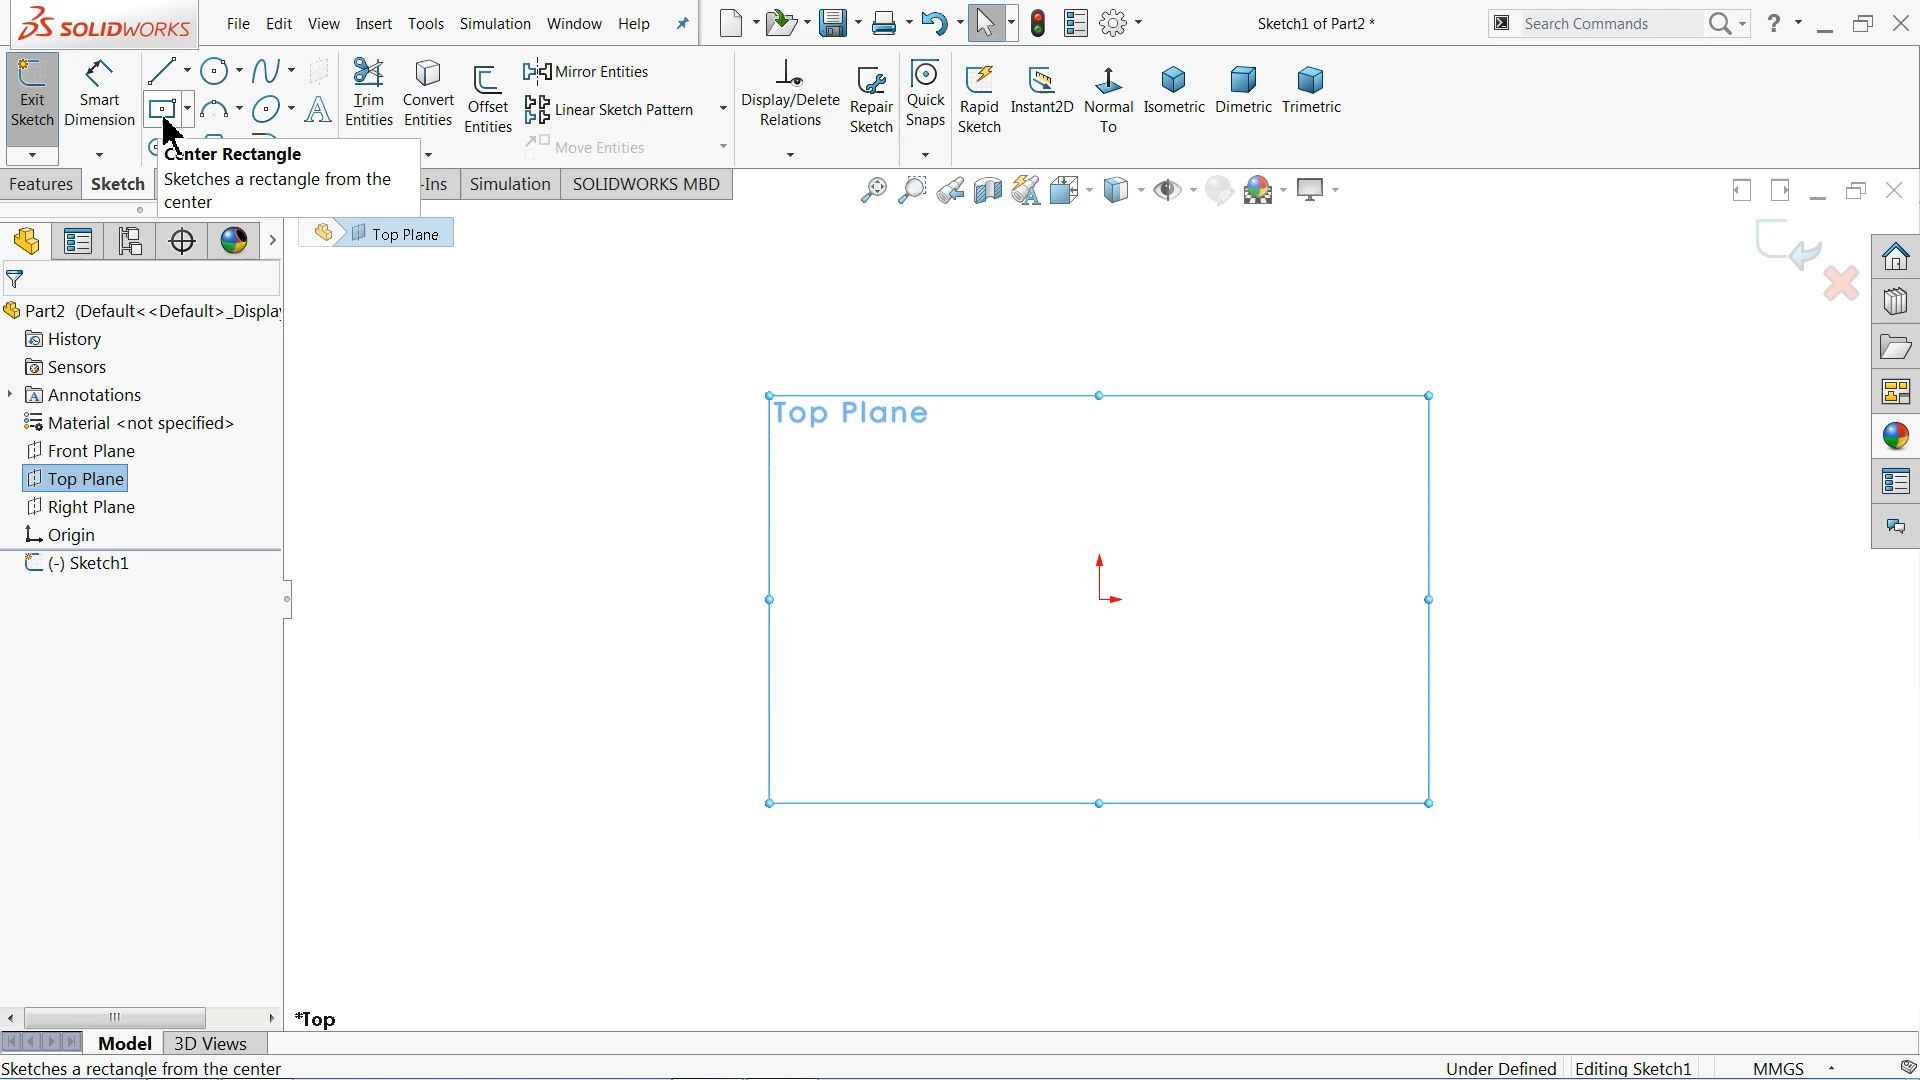 SOLIDWORKS
File Edit View Insert Tools Simulation Window Help
Sketch1 of Part2 *
Search Commands
?
Exit Sketch
Smart Dimension
Trim Entities
Convert Entities
Offset Entities
Mirror Entities
Linear Sketch Pattern
Move Entities
Display/Delete Relations
Repair Sketch
Quick Snaps
Rapid Sketch
Instant2D
Normal To
Isometric
Dimetric
Trimetric
Center Rectangle
Sketches a rectangle from the
center
Features Sketch -Ins Simulation SOLIDWORKS MBD
Top Plane
Part2 (Default<<Default>_Displa
History
Sensors
Annotations
Material <not specified>
Front Plane
Top Plane
Right Plane
Origin
(-) Sketch1
Top Plane
*Top
Model 3D Views
Sketches a rectangle from the center Under Defined Editing Sketch1 MMGS